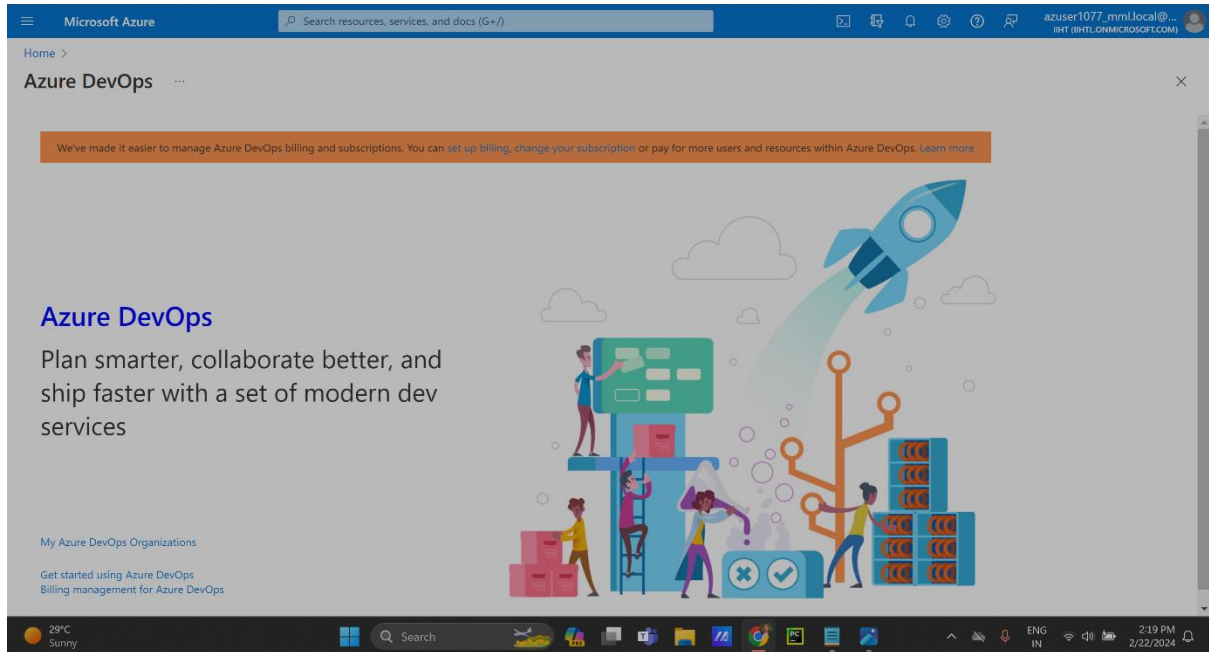 Microsoft Azure
Search resources, services, and docs (G+/)
azuser1077_mml.local@...
IIHT (IIHTL.ONMICROSOFT.COM)
Home >
Azure DevOps ...
We've made it easier to manage Azure DevOps billing and subscriptions. You can set up billing, change your subscription or pay for more users and resources within Azure DevOps. Learn more
Azure DevOps
Plan smarter, collaborate better, and
ship faster with a set of modern dev
services
My Azure DevOps Organizations
Get started using Azure DevOps
Billing management for Azure DevOps
29°C
Sunny
Search
ENG
IN
2:19 PM
2/22/2024